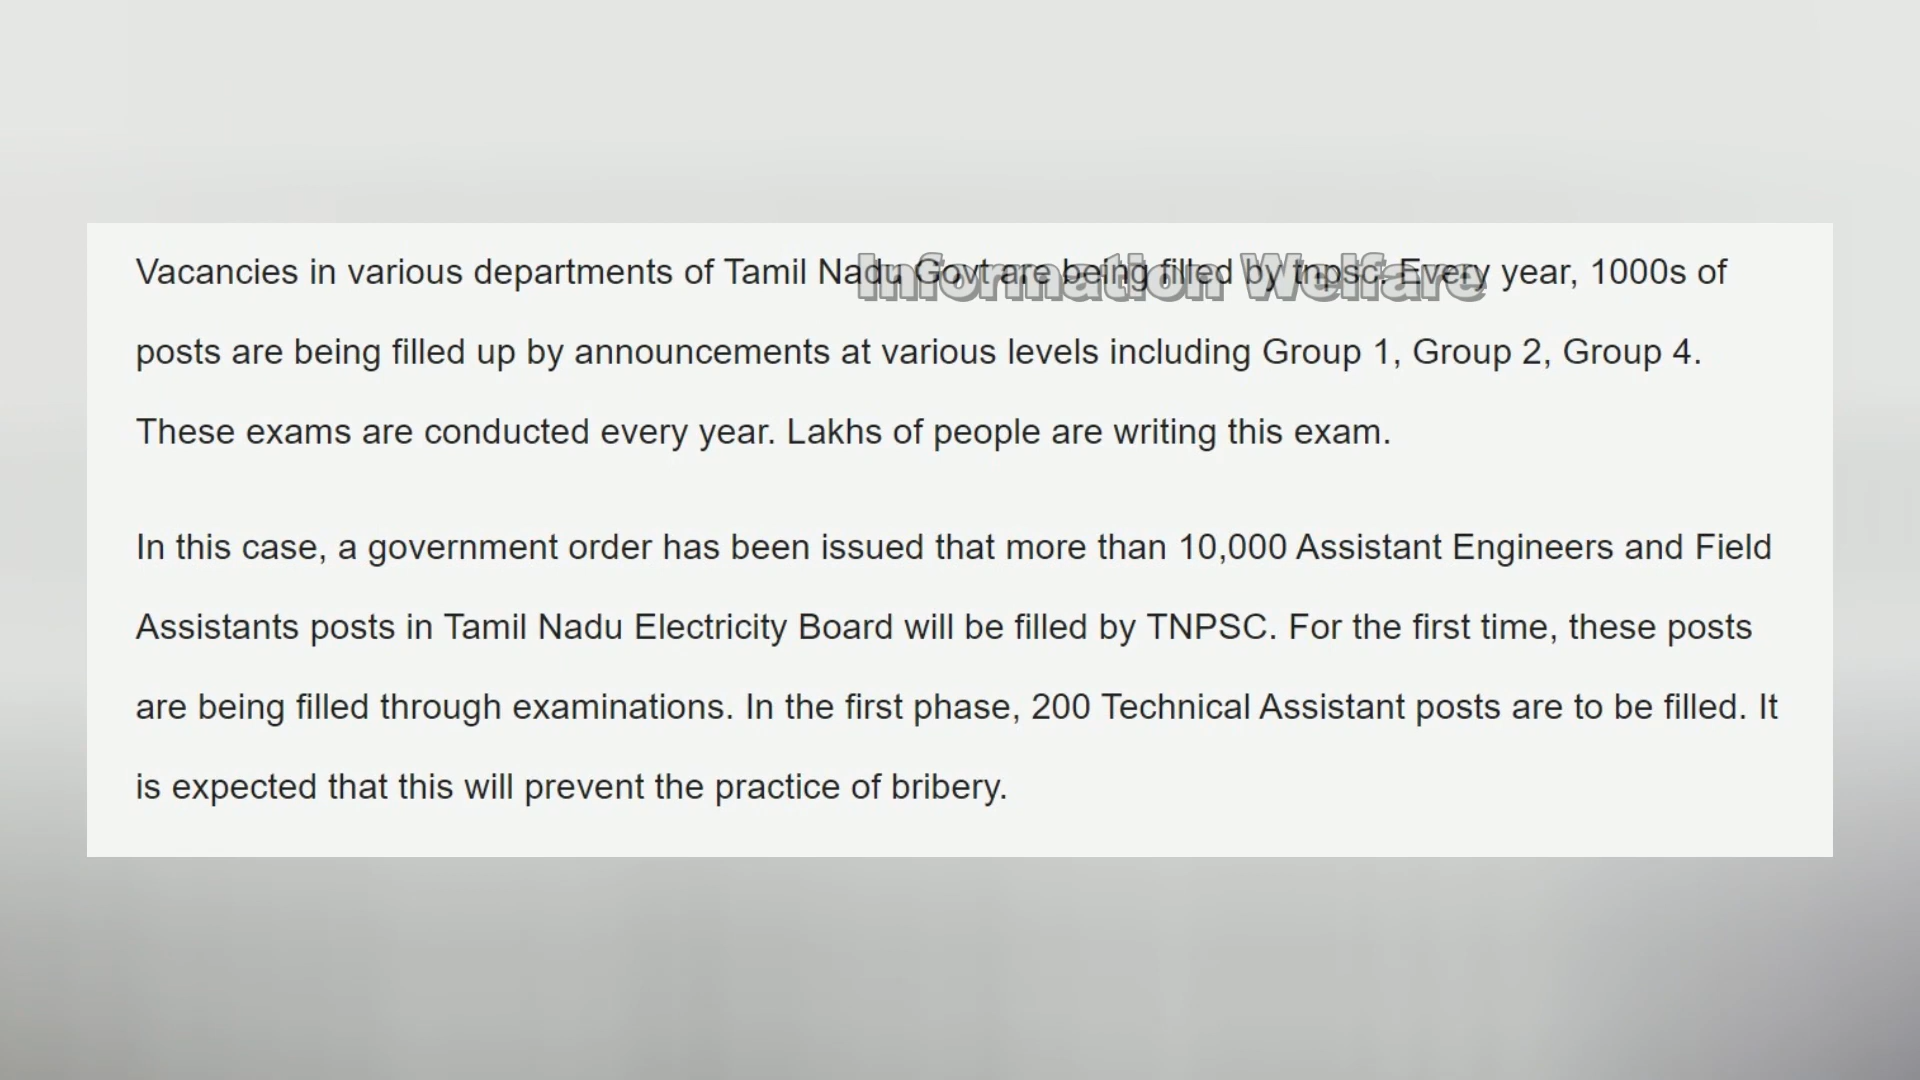 Vacancies in various departments of Tamil Nadu Govt are being filled by tnpsc. Every year, 1000s of
Information Welfare
posts are being filled up by announcements at various levels including Group 1, Group 2, Group 4.
These exams are conducted every year. Lakhs of people are writing this exam.
In this case, a government order has been issued that more than 10,000 Assistant Engineers and Field
Assistants posts in Tamil Nadu Electricity Board will be filled by TNPSC. For the first time, these posts
are being filled through examinations. In the first phase, 200 Technical Assistant posts are to be filled. It
is expected that this will prevent the practice of bribery.